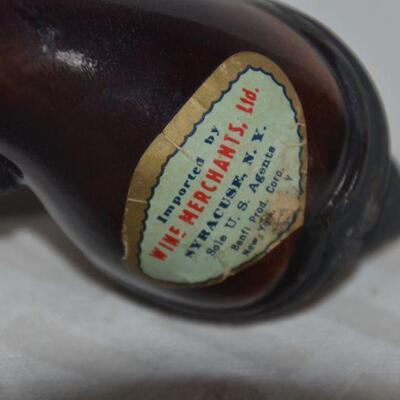 Imported by
WINE MERCHANTS, Ltd.
SYRACUSE, N. Y.
Sole U. S. Agents
Banfi Prod. Corp.
New York